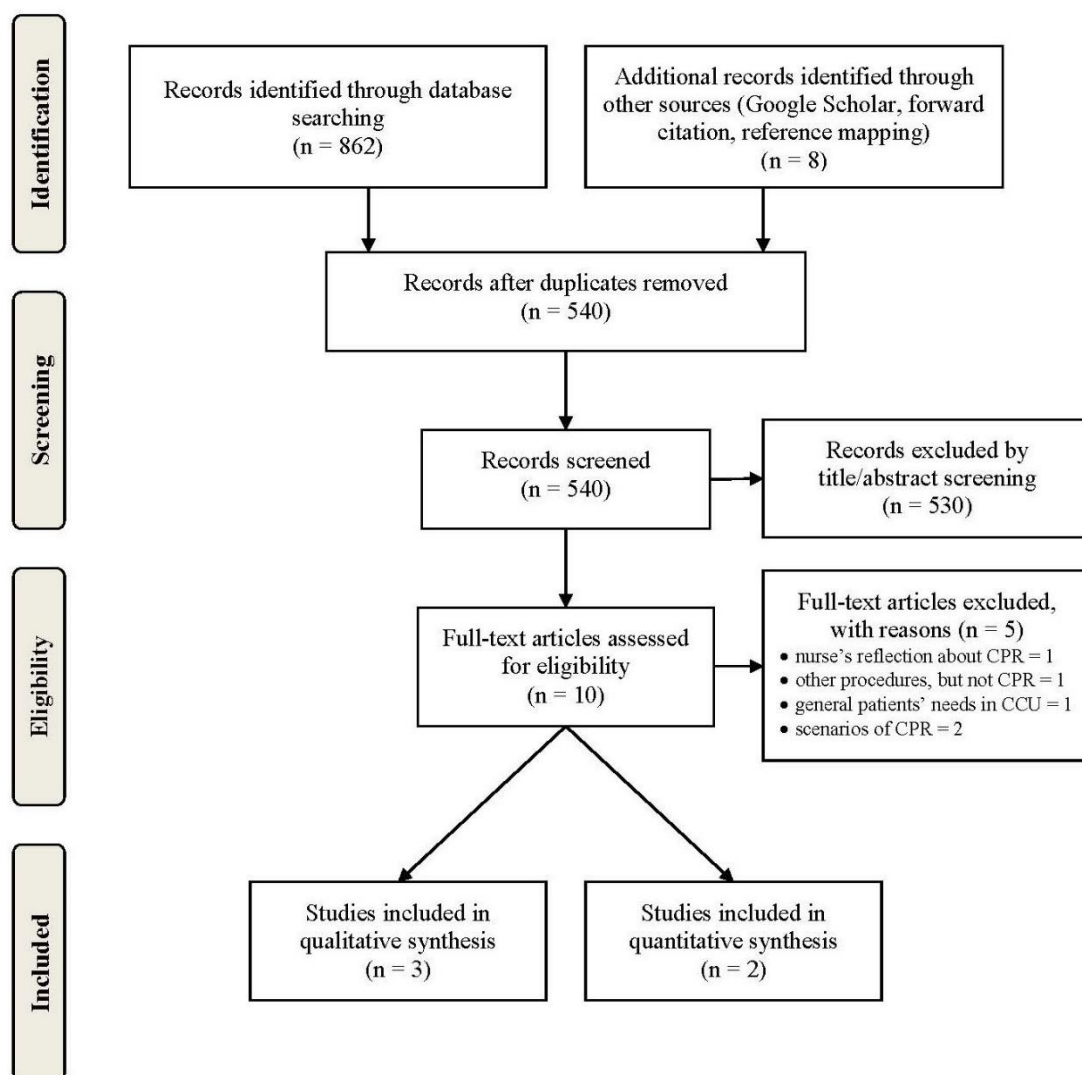 Identification
Records identified through database
searching
(n = 862)
Additional records identified through
other sources (Google Scholar, forward
citation, reference mapping)
(n = 8)
Screening
Records after duplicates removed
(n = 540)
Records screened
(n = 540)
Records excluded by
title/abstract screening
(n = 530)
Eligibility
Full-text articles assessed
for eligibility
(n = 10)
Full-text articles excluded,
with reasons (n = 5)
• nurse's reflection about CPR = 1
• other procedures, but not CPR = 1
• general patients' needs in CCU = 1
• scenarios of CPR = 2
Included
Studies included in
qualitative synthesis
(n = 3)
Studies included in
quantitative synthesis
(n = 2)